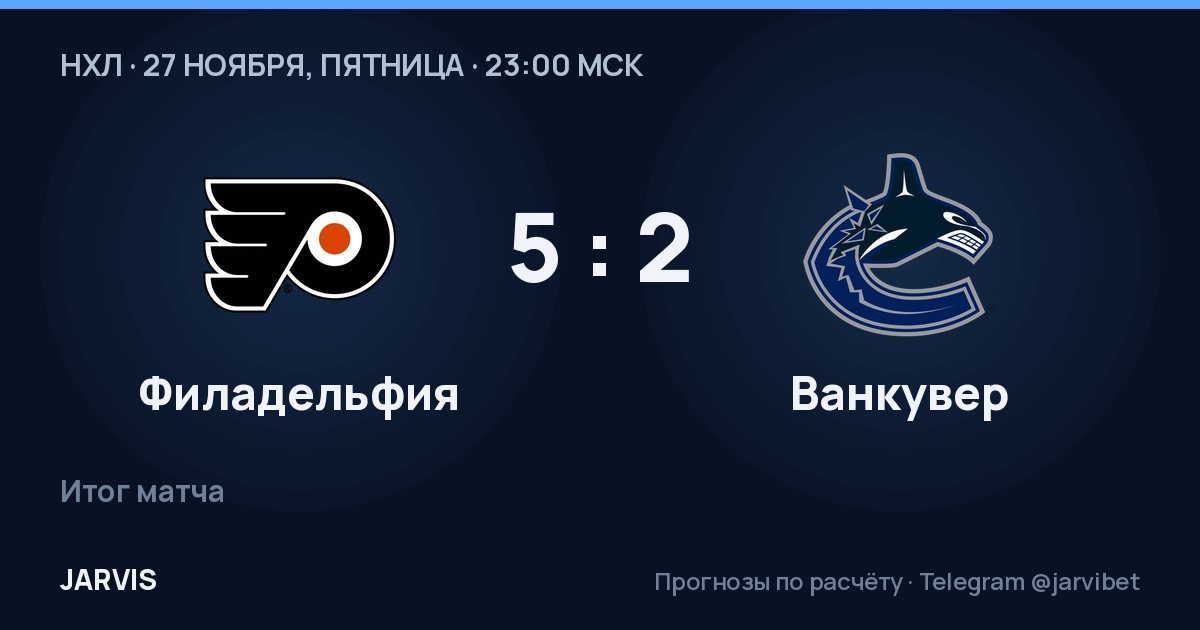 НХЛ · 27 НОЯБРЯ, ПЯТНИЦА · 23:00 МСК
5 : 2
Филадельфия
Ванкувер
Итог матча
JARVIS
Прогнозы по расчёту · Telegram @jarvibet